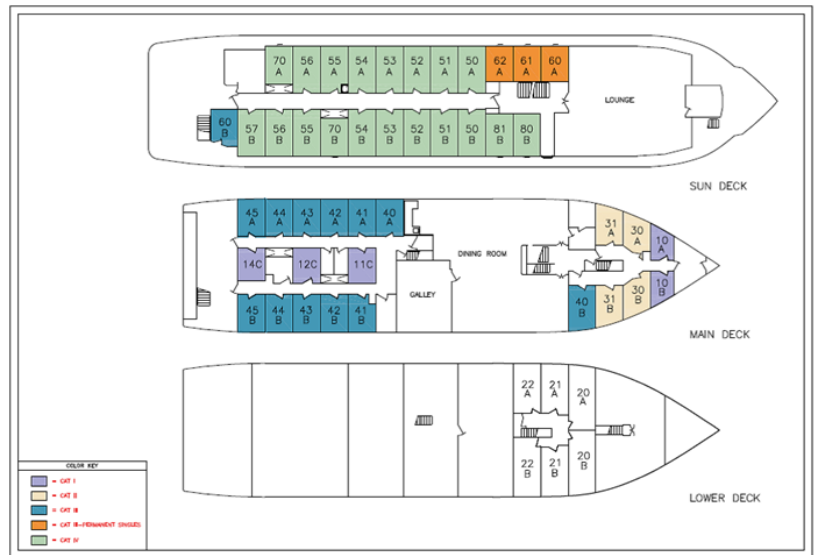 70 A 56 A 55 A 54 A 53 A 52 A 51 A 50 A 62 A 61 A 60 A
LOUNGE
60 B
57 B 56 B 55 B 70 B 54 B 53 B 52 B 51 B 50 B 81 B 80 B
SUN DECK
45 A 44 A 43 A 42 A 41 A 40 A
31 A 30 A 10 A
DINING ROOM
14C 12C 11C
GALLEY
45 B 44 B 43 B 42 B 41 B
40 B 31 B 30 B 10 B
MAIN DECK
22 A 21 A 20 A
22 B 21 B 20 B
LOWER DECK
COLOR KEY
= CAT I
= CAT II
= CAT III
= CAT III-PERMANENT SINGLES
= CAT IV